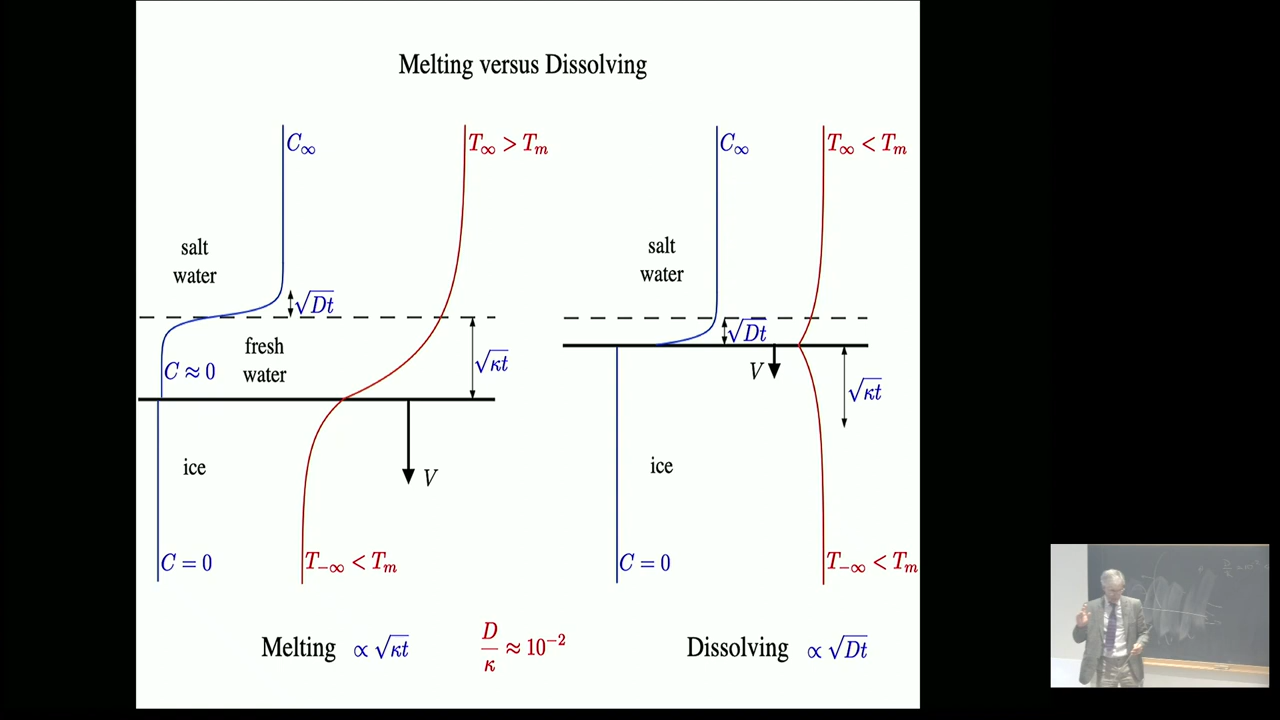 Melting versus Dissolving
C∞
T∞ > Tm
salt
water
√Dt
fresh
water
C ≈ 0
√κt
ice
V
C = 0
T−∞ < Tm
Melting ∝ √κt
D/κ ≈ 10⁻²
C∞
T∞ < Tm
salt
water
√Dt
V
√κt
ice
C = 0
T−∞ < Tm
Dissolving ∝ √Dt